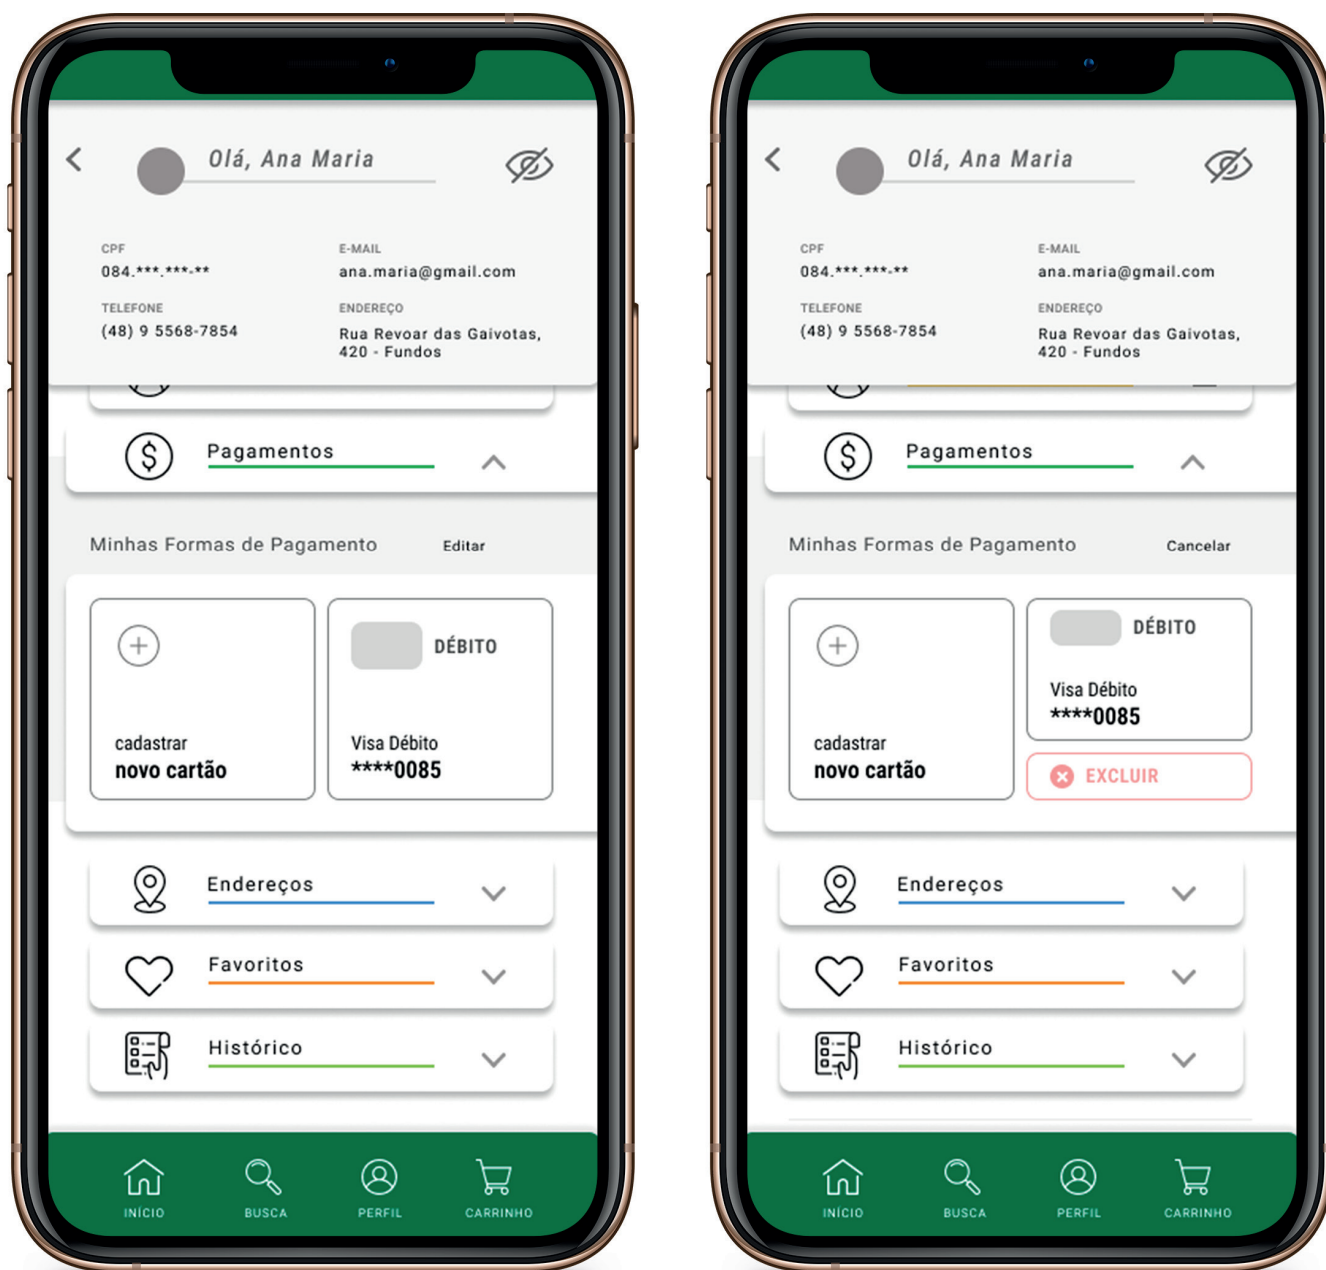 Olá, Ana Maria
CPF
084.***.***-**
E-MAIL
ana.maria@gmail.com
TELEFONE
(48) 9 5568-7854
ENDEREÇO
Rua Revoar das Gaivotas,
420 - Fundos
Pagamentos
Minhas Formas de Pagamento
Editar
cadastrar
novo cartão
DÉBITO
Visa Débito
****0085
Endereços
Favoritos
Histórico
INÍCIO
BUSCA
PERFIL
CARRINHO
Olá, Ana Maria
CPF
084.***.***-**
E-MAIL
ana.maria@gmail.com
TELEFONE
(48) 9 5568-7854
ENDEREÇO
Rua Revoar das Gaivotas,
420 - Fundos
Pagamentos
Minhas Formas de Pagamento
Cancelar
cadastrar
novo cartão
DÉBITO
Visa Débito
****0085
EXCLUIR
Endereços
Favoritos
Histórico
INÍCIO
BUSCA
PERFIL
CARRINHO